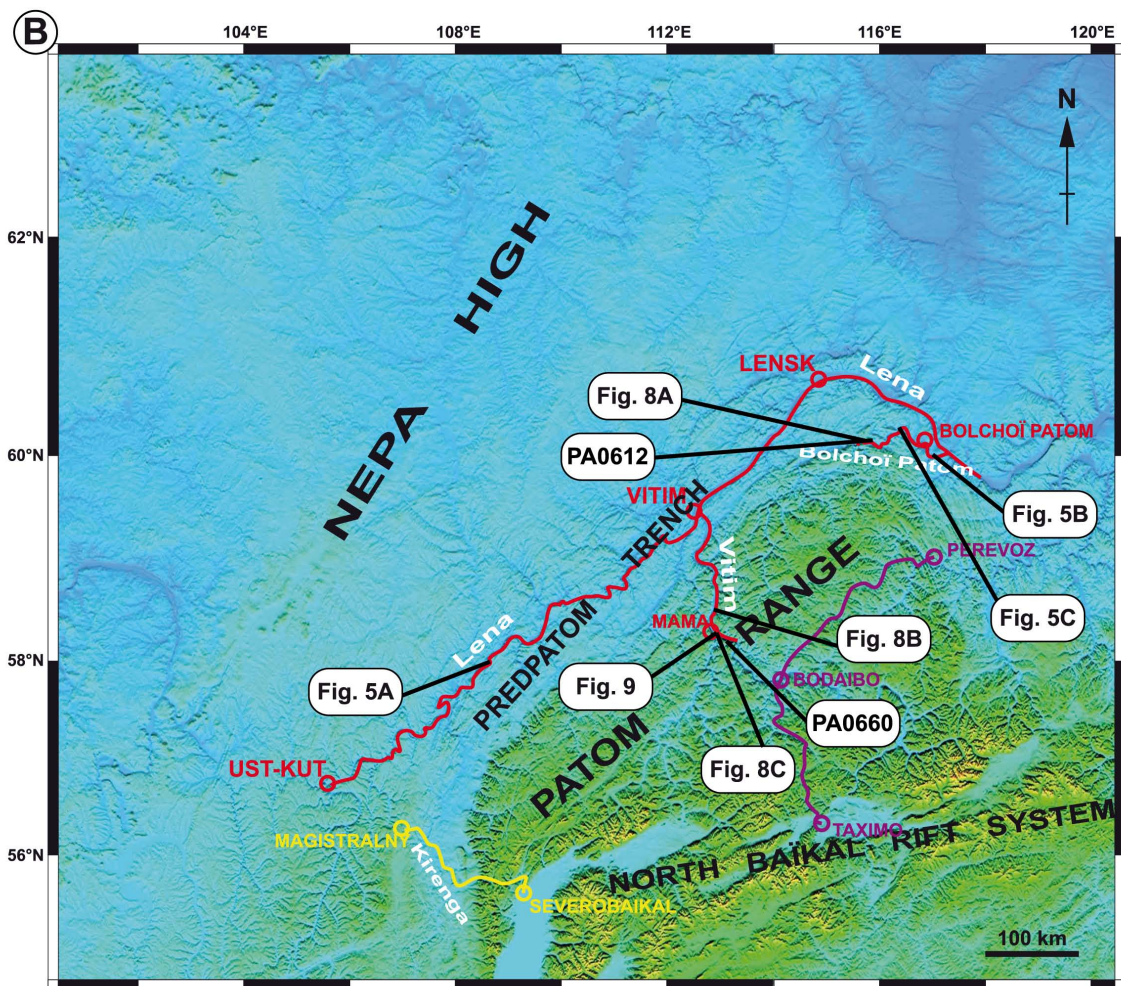 B
104°E
108°E
112°E
116°E
120°E
N
62°N
NEPA HIGH
LENSK
Lena
Fig. 8A
BOLCHOÏ PATOM
60°N
PA0612
Bolchoï Patom
VITIM
TRENCH
Fig. 5B
PEREVOZ
Vitim
RANGE
Fig. 5C
MAMA
Lena
Fig. 8B
58°N
PREDPATOM
Fig. 5A
Fig. 9
BODAIBO
PA0660
PATOM
Fig. 8C
UST-KUT
MAGISTRALNY
TAXIMO
56°N
Kirenga
NORTH BAÏKAL RIFT SYSTEM
SEVEROBAIKAL
100 km